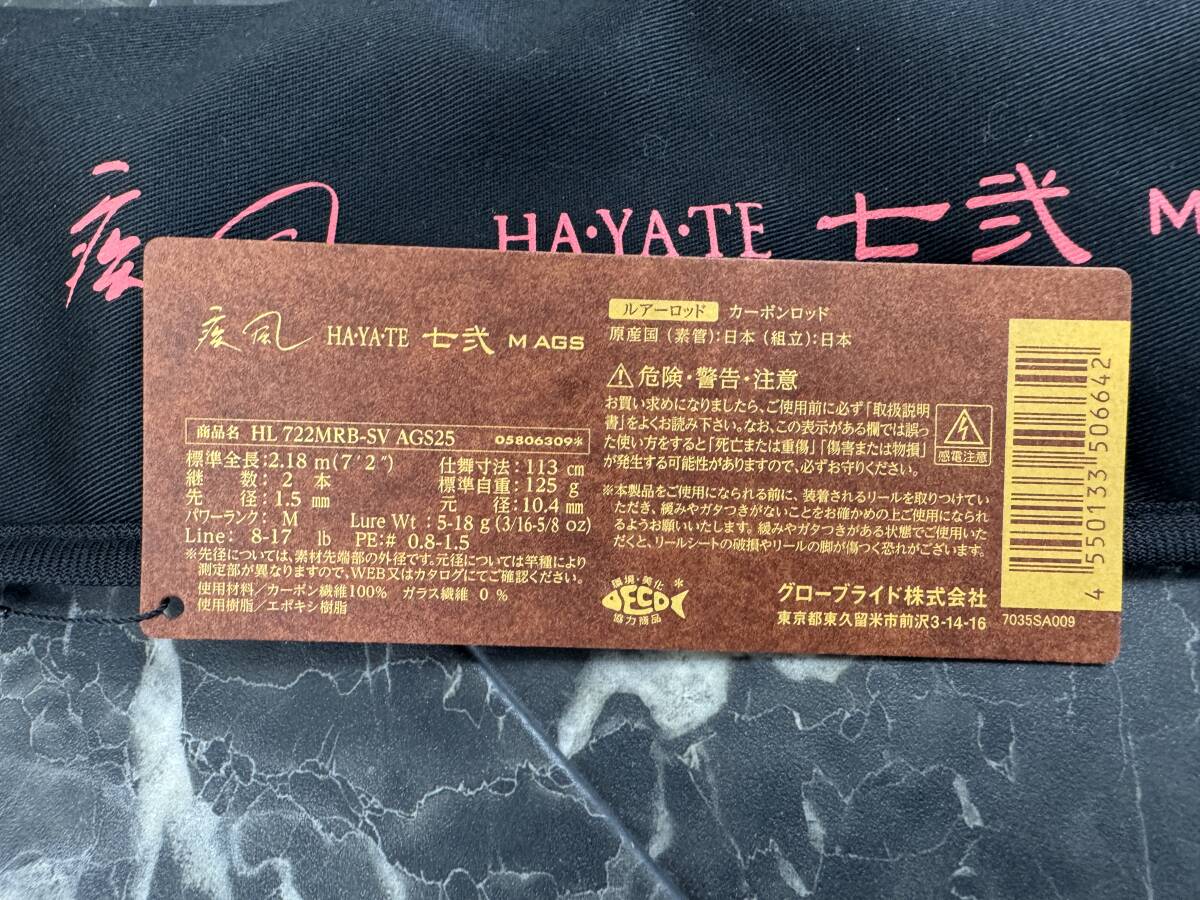 疾風 HA・YA・TE 七弐 M
疾風 HA・YA・TE 七弐 M AGS
商品名 HL 722MRB-SV AGS25 05806309*
標準全長:2.18 m(7'2") 仕舞寸法:113 cm
継数:2 本 標準自重:125 g
先径:1.5 mm 元径:10.4 mm
パワーランク:M Lure Wt:5-18 g(3/16-5/8 oz)
Line:8-17 lb PE:# 0.8-1.5
※先径については、素材先端部の外径です。元径については竿種により
測定部が異なりますので、WEB又はカタログにてご確認ください。
使用材料/カーボン繊維100% ガラス繊維 0 %
使用樹脂/エポキシ樹脂
ルアーロッド カーボンロッド
原産国(素管):日本(組立):日本
危険・警告・注意
お買い求めになりましたら、ご使用前に必ず「取扱説明
書」をよくお読み下さい。なお、この表示がある欄では誤っ
た使い方をすると「死亡または重傷」「傷害または物損」
が発生する可能性がありますので、必ずお守りください。
感電注意
※本製品をご使用になられる前に、装着されるリールを取りつけてい
ただき、緩みやガタつきがないことをお確かめの上ご使用になられ
るようお願いいたします。緩みやガタつきがある状態でご使用いた
だくと、リールシートの破損やリールの脚が傷つく恐れがございます。
環境・美化
ECO
協力商品
グローブライド株式会社
東京都東久留米市前沢3-14-16
4 550133 506642
7035SA009